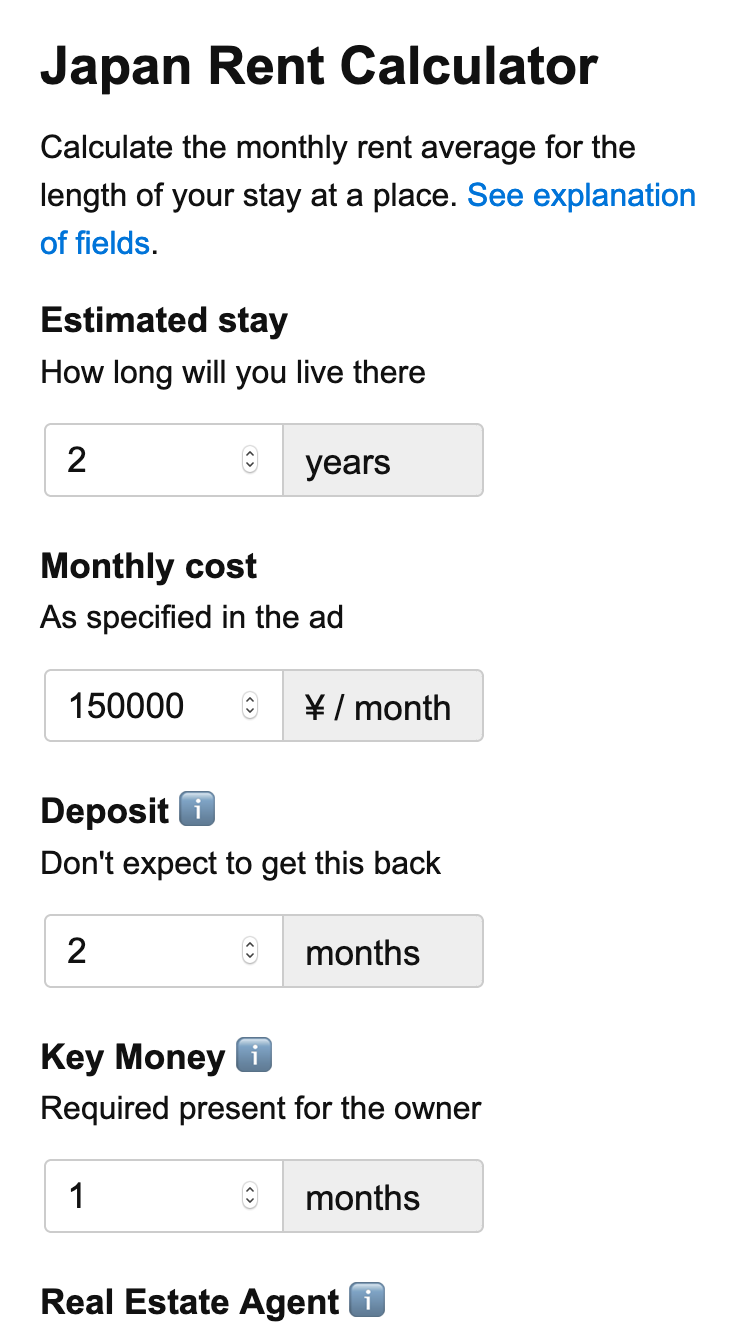 Japan Rent Calculator
Calculate the monthly rent average for the
length of your stay at a place. See explanation
of fields.
Estimated stay
How long will you live there
2 years
Monthly cost
As specified in the ad
150000 ¥ / month
Deposit ℹ️
Don't expect to get this back
2 months
Key Money ℹ️
Required present for the owner
1 months
Real Estate Agent ℹ️